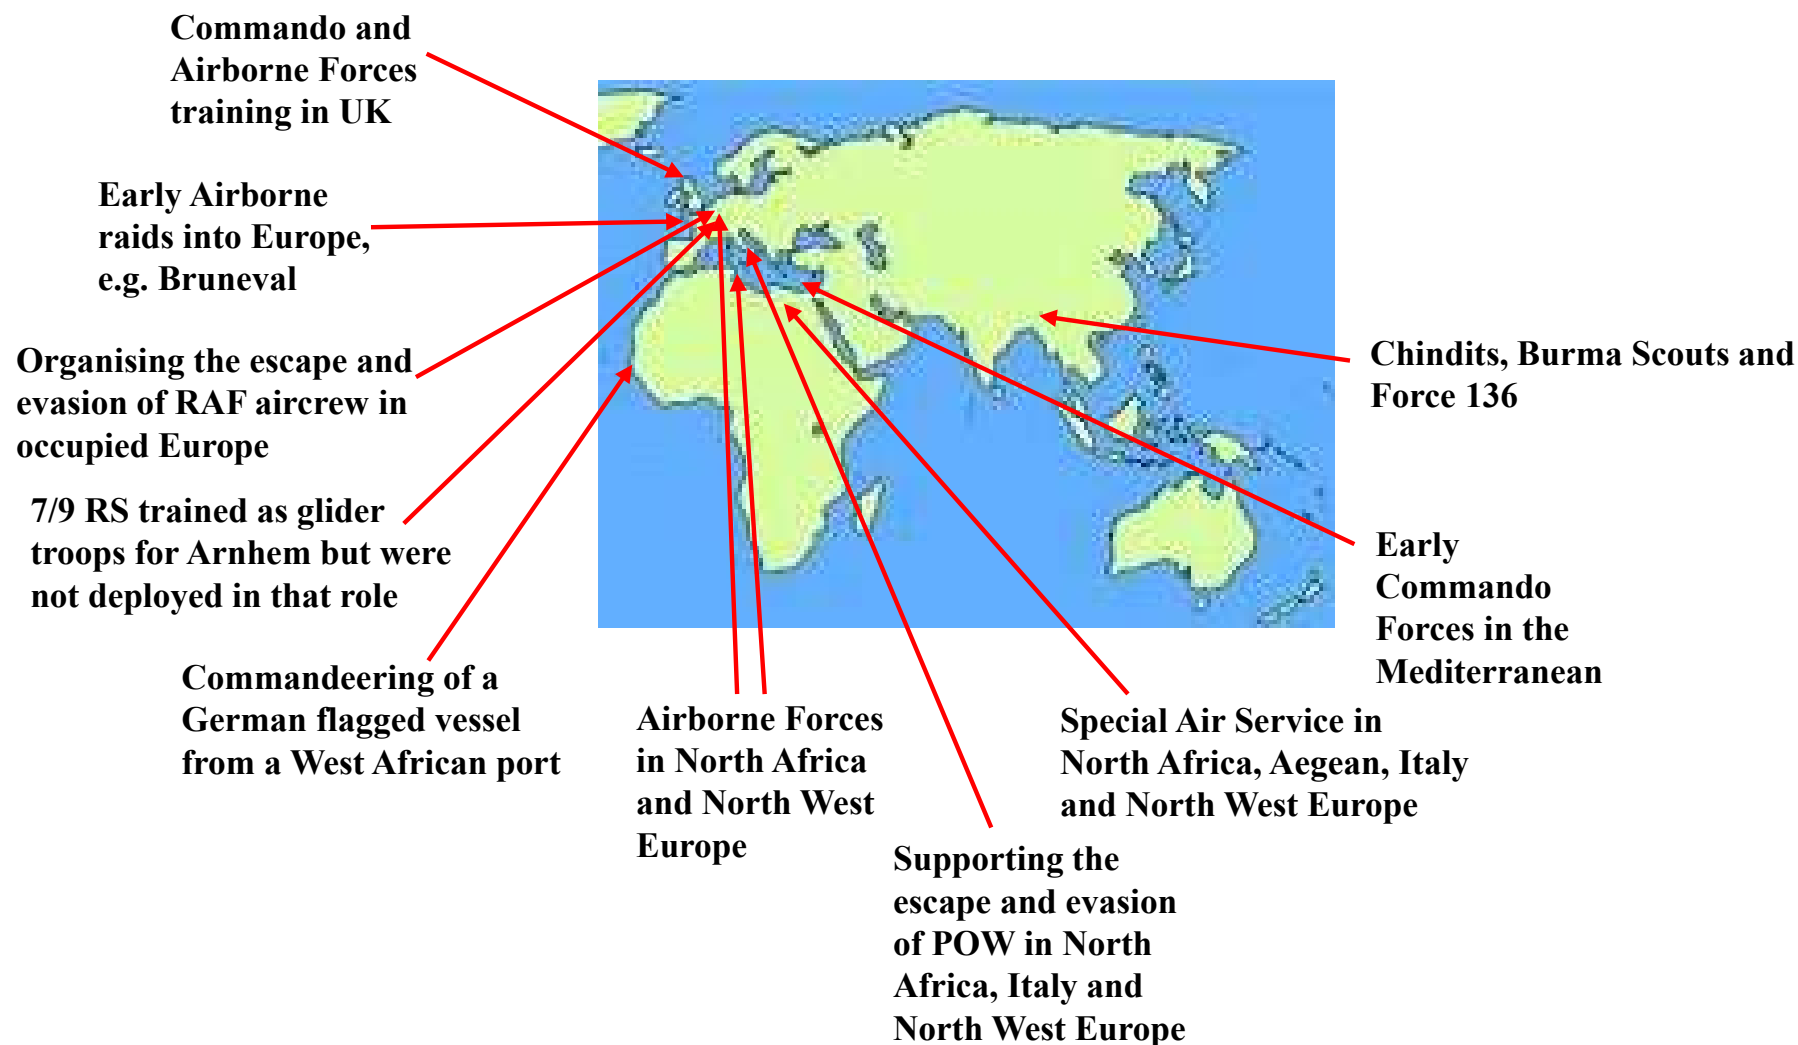 Commando and
Airborne Forces
training in UK
Early Airborne
raids into Europe,
e.g. Bruneval
Organising the escape and
evasion of RAF aircrew in
occupied Europe
7/9 RS trained as glider
troops for Arnhem but were
not deployed in that role
Commandeering of a
German flagged vessel
from a West African port
Airborne Forces
in North Africa
and North West
Europe
Supporting the
escape and evasion
of POW in North
Africa, Italy and
North West Europe
Special Air Service in
North Africa, Aegean, Italy
and North West Europe
Early
Commando
Forces in the
Mediterranean
Chindits, Burma Scouts and
Force 136